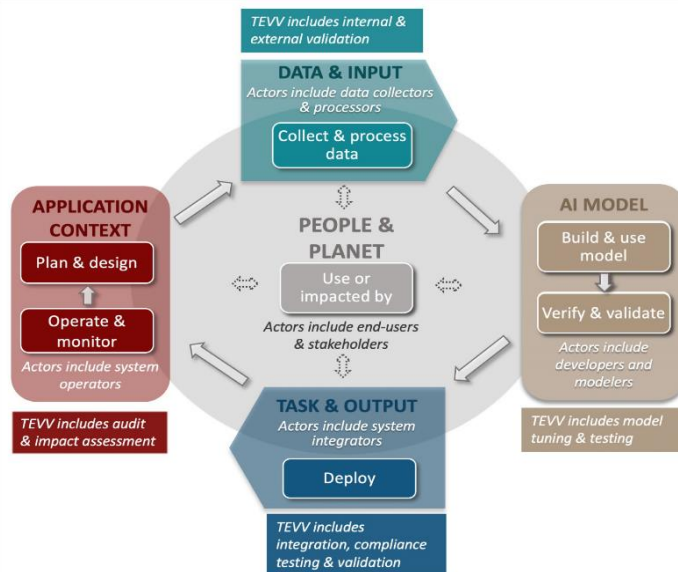 TEVV includes internal &
external validation
DATA & INPUT
Actors include data collectors
& processors
Collect & process
data
APPLICATION
CONTEXT
Plan & design
Operate &
monitor
Actors include system
operators
TEVV includes audit
& impact assessment
PEOPLE &
PLANET
Use or
impacted by
Actors include end-users
& stakeholders
AI MODEL
Build & use
model
Verify & validate
Actors include
developers and
modelers
TEVV includes model
tuning & testing
TASK & OUTPUT
Actors include system
integrators
Deploy
TEVV includes
integration, compliance
testing & validation